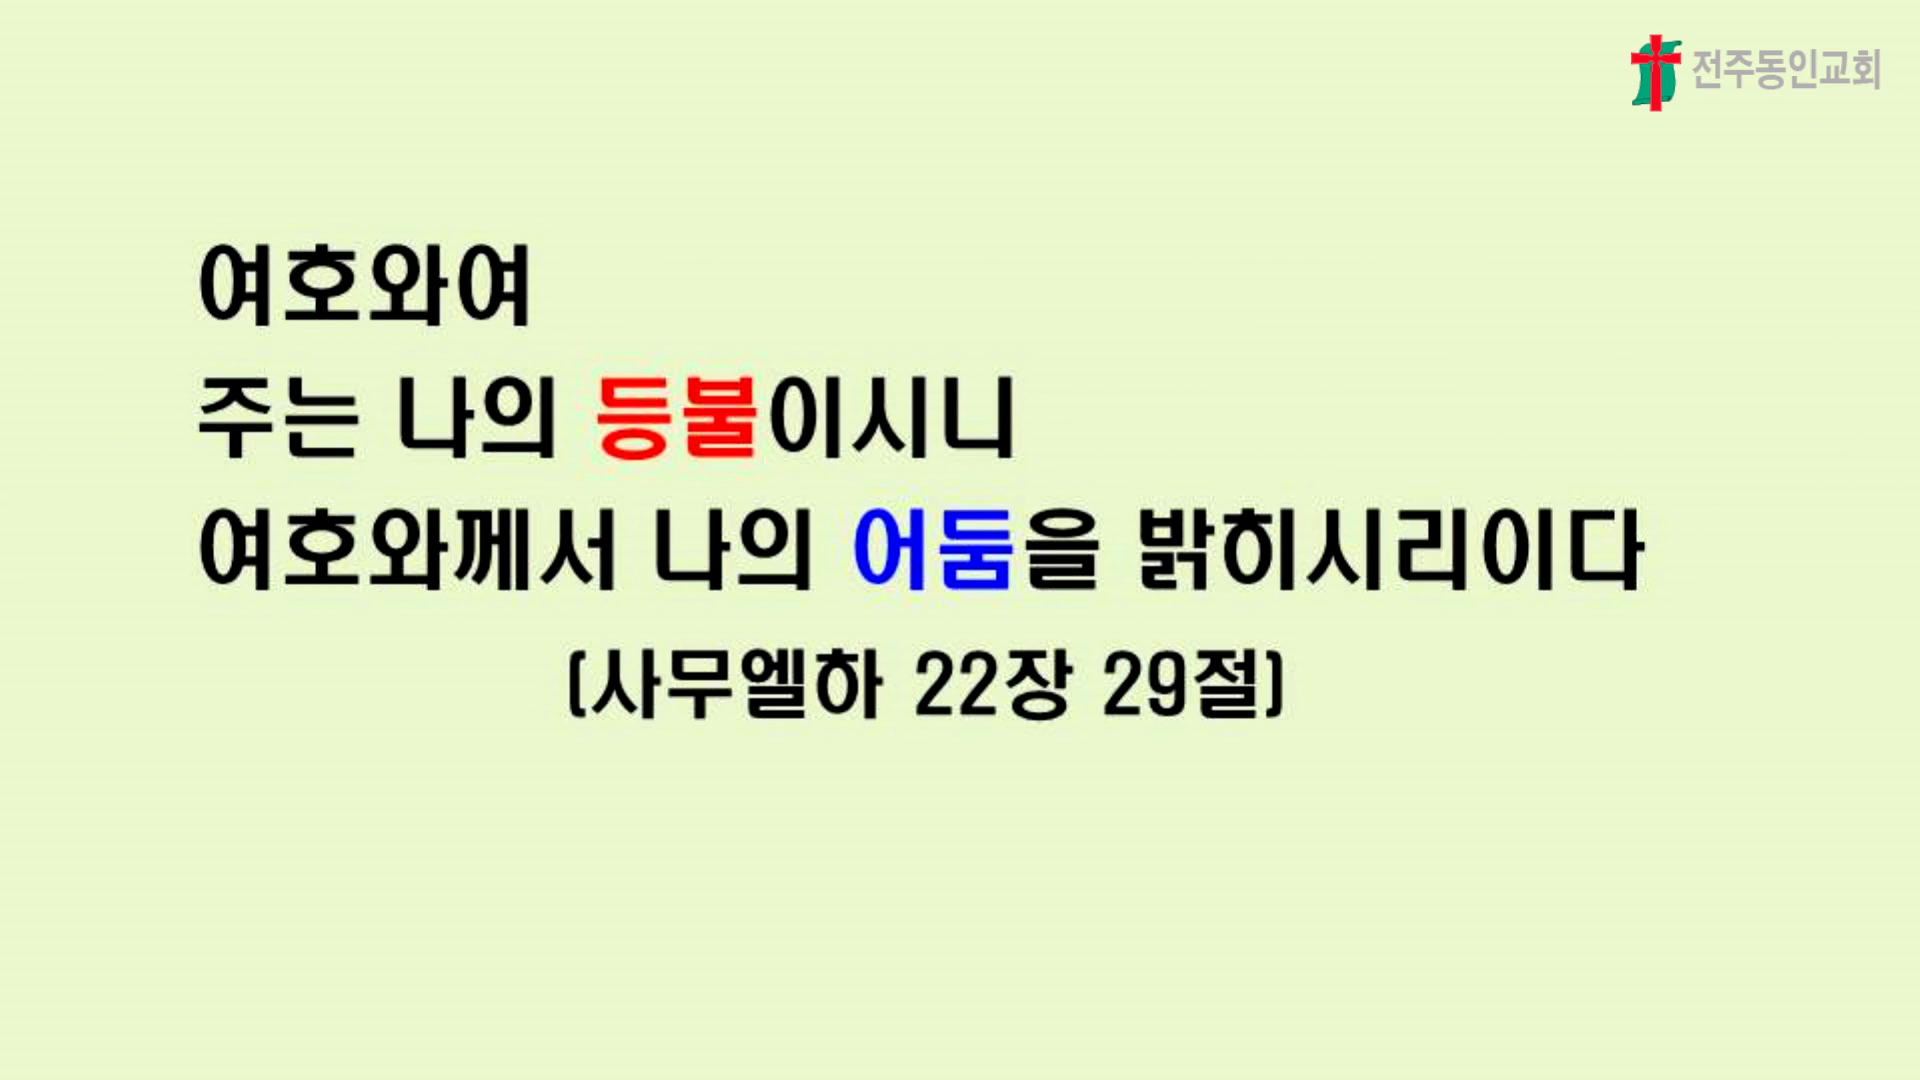 전주동인교회
여호와여
주는 나의 등불이시니
여호와께서 나의 어둠을 밝히시리이다
(사무엘하 22장 29절)